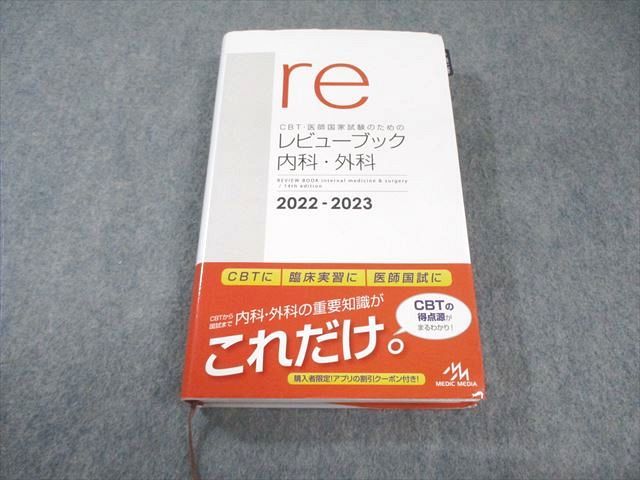 re
CBT・医師国家試験のための
レビューブック
内科・外科
REVIEW BOOK internal medicine & surgery
/ 14th edition
2022-2023
CBTに 臨床実習に 医師国試に
CBTから
国試まで
内科・外科の重要知識が
これだけ。
CBTの
得点源が
まるわかり!
購入者限定!アプリの割引クーポン付き!
MEDIC MEDIA